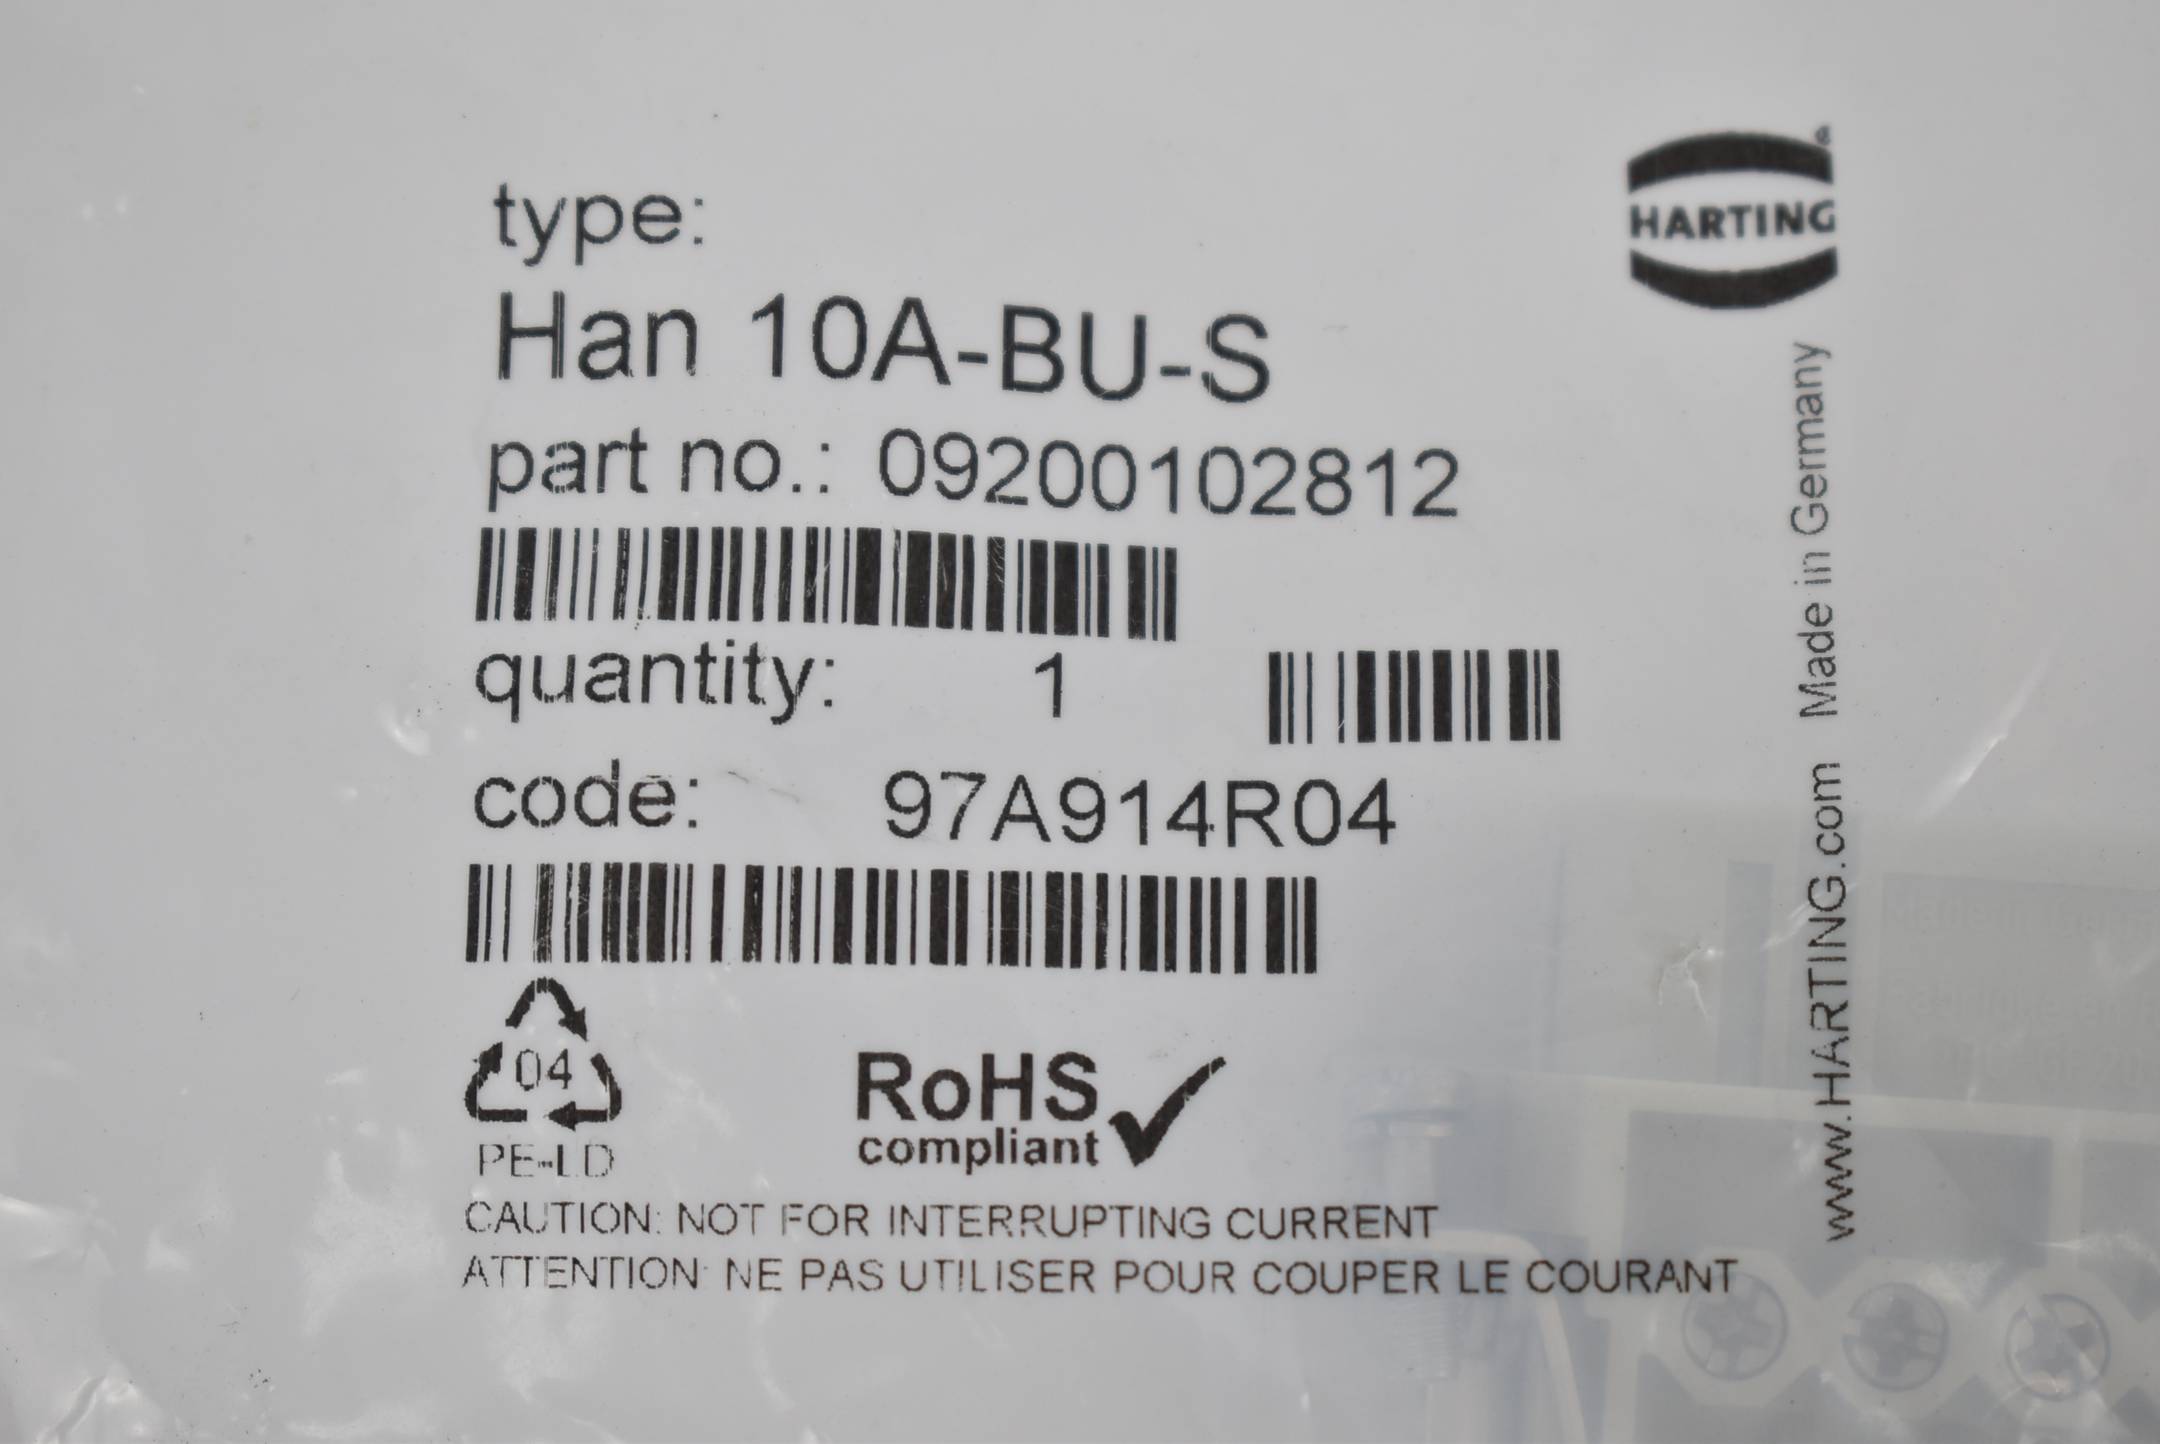 type:
Han 10A-BU-S
part no.: 09200102812
quantity: 1
code: 97A914R04
04
PE-LD
RoHS
compliant
CAUTION: NOT FOR INTERRUPTING CURRENT
ATTENTION: NE PAS UTILISER POUR COUPER LE COURANT
HARTING®
www.HARTING.com Made in Germany